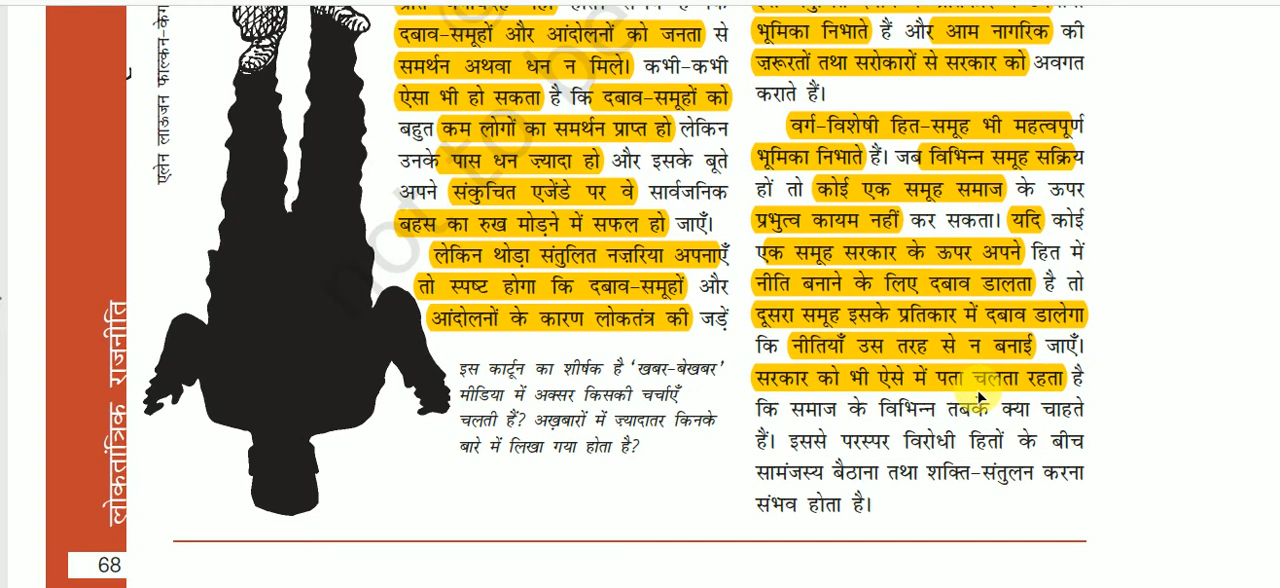 दबाव-समूहों और आंदोलनों को जनता से
समर्थन अथवा धन न मिले। कभी-कभी
ऐसा भी हो सकता है कि दबाव-समूहों को
बहुत कम लोगों का समर्थन प्राप्त हो लेकिन
उनके पास धन ज़्यादा हो और इसके बूते
अपने संकुचित एजेंडे पर वे सार्वजनिक
बहस का रुख मोड़ने में सफल हो जाएँ।
लेकिन थोड़ा संतुलित नज़रिया अपनाएँ
तो स्पष्ट होगा कि दबाव-समूहों और
आंदोलनों के कारण लोकतंत्र की जड़ें
इस कार्टून का शीर्षक है ‘खबर-बेखबर’
मीडिया में अक्सर किसकी चर्चाएँ
चलती हैं? अख़बारों में ज्यादातर किनके
बारे में लिखा गया होता है?
भूमिका निभाते हैं और आम नागरिक की
जरूरतों तथा सरोकारों से सरकार को अवगत
कराते हैं।
वर्ग-विशेषी हित-समूह भी महत्वपूर्ण
भूमिका निभाते हैं। जब विभिन्न समूह सक्रिय
हों तो कोई एक समूह समाज के ऊपर
प्रभुत्व कायम नहीं कर सकता। यदि कोई
एक समूह सरकार के ऊपर अपने हित में
नीति बनाने के लिए दबाव डालता है तो
दूसरा समूह इसके प्रतिकार में दबाव डालेगा
कि नीतियाँ उस तरह से न बनाई जाएँ।
सरकार को भी ऐसे में पता चलता रहता है
कि समाज के विभिन्न तबके क्या चाहते
हैं। इससे परस्पर विरोधी हितों के बीच
सामंजस्य बैठाना तथा शक्ति-संतुलन करना
संभव होता है।
एलेन लाऊजन फाल्कन-केग
लोकतांत्रिक राजनीति
68
not to be